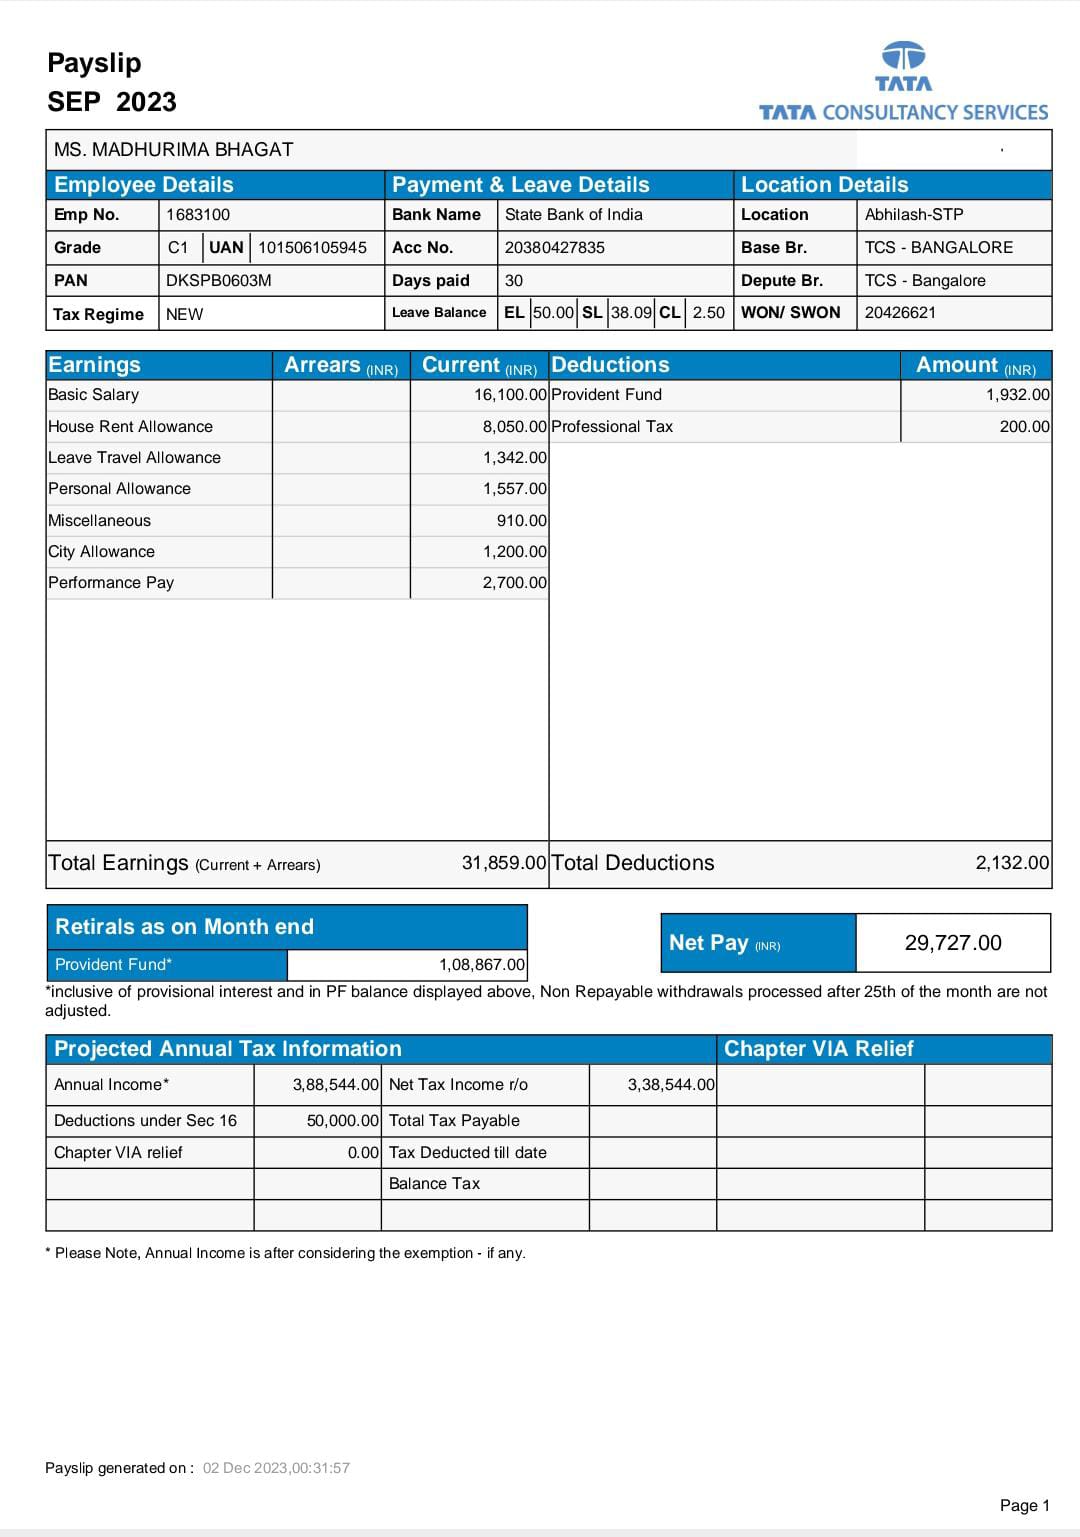 Payslip
SEP 2023
TATA
TATA CONSULTANCY SERVICES
MS. MADHURIMA BHAGAT
Employee Details Payment & Leave Details Location Details
Emp No. 1683100 Bank Name State Bank of India Location Abhilash-STP
Grade C1 UAN 101506105945 Acc No. 20380427835 Base Br. TCS - BANGALORE
PAN DKSPB0603M Days paid 30 Depute Br. TCS - Bangalore
Tax Regime NEW Leave Balance EL 50.00 SL 38.09 CL 2.50 WON/ SWON 20426621
Earnings Arrears (INR) Current (INR) Deductions Amount (INR)
Basic Salary 16,100.00 Provident Fund 1,932.00
House Rent Allowance 8,050.00 Professional Tax 200.00
Leave Travel Allowance 1,342.00
Personal Allowance 1,557.00
Miscellaneous 910.00
City Allowance 1,200.00
Performance Pay 2,700.00
Total Earnings (Current + Arrears) 31,859.00 Total Deductions 2,132.00
Retirals as on Month end
Provident Fund* 1,08,867.00
Net Pay (INR) 29,727.00
*inclusive of provisional interest and in PF balance displayed above, Non Repayable withdrawals processed after 25th of the month are not
adjusted.
Projected Annual Tax Information Chapter VIA Relief
Annual Income* 3,88,544.00 Net Tax Income r/o 3,38,544.00
Deductions under Sec 16 50,000.00 Total Tax Payable
Chapter VIA relief 0.00 Tax Deducted till date
Balance Tax
* Please Note, Annual Income is after considering the exemption - if any.
Payslip generated on : 02 Dec 2023,00:31:57
Page 1